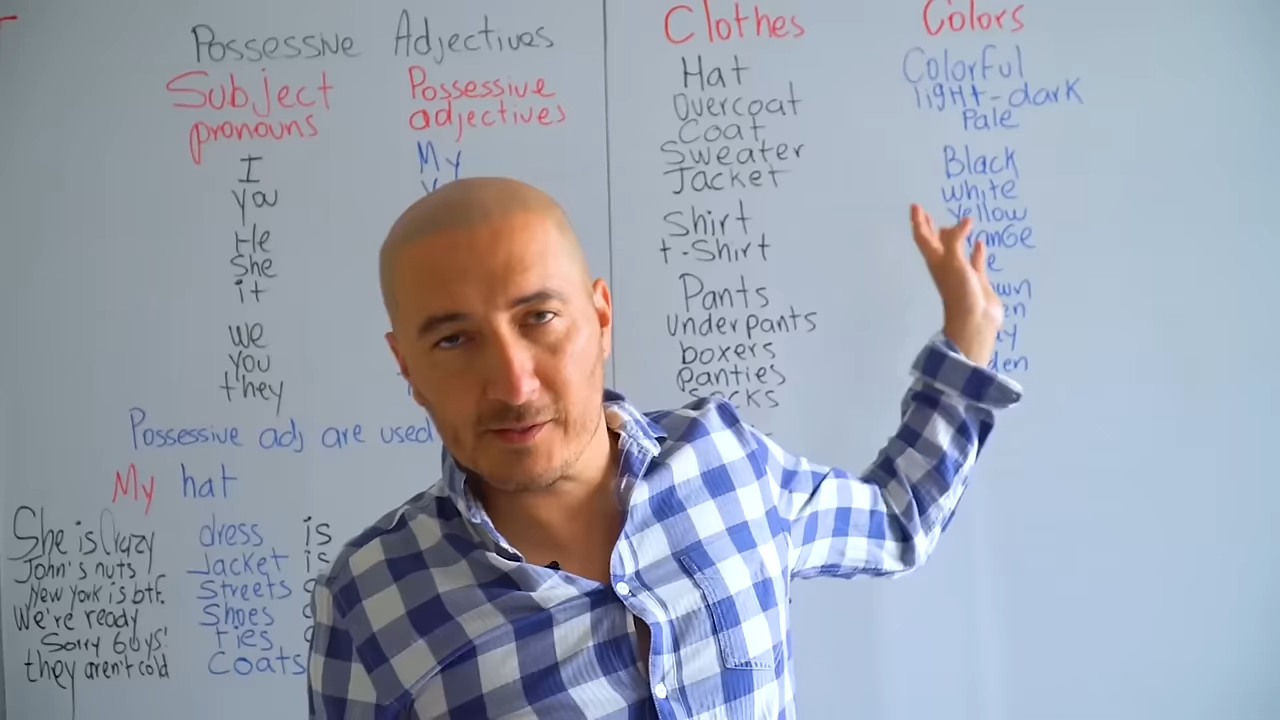 Possessive Adjectives
Subject pronouns
I
You
He
She
it
we
you
they
Possessive adjectives
My
Possessive adj are used
My hat
She is Crazy
John's nuts
New York is btf.
We're ready
Sorry Guys!
they aren't cold
dress is
Jacket is
Streets
Shoes
ties
Coats
Clothes
Hat
Overcoat
Coat
Sweater
Jacket
Shirt
t-Shirt
Pants
Underpants
boxers
panties
Socks
Colors
Colorful
light-dark
Pale
Black
white
Yellow